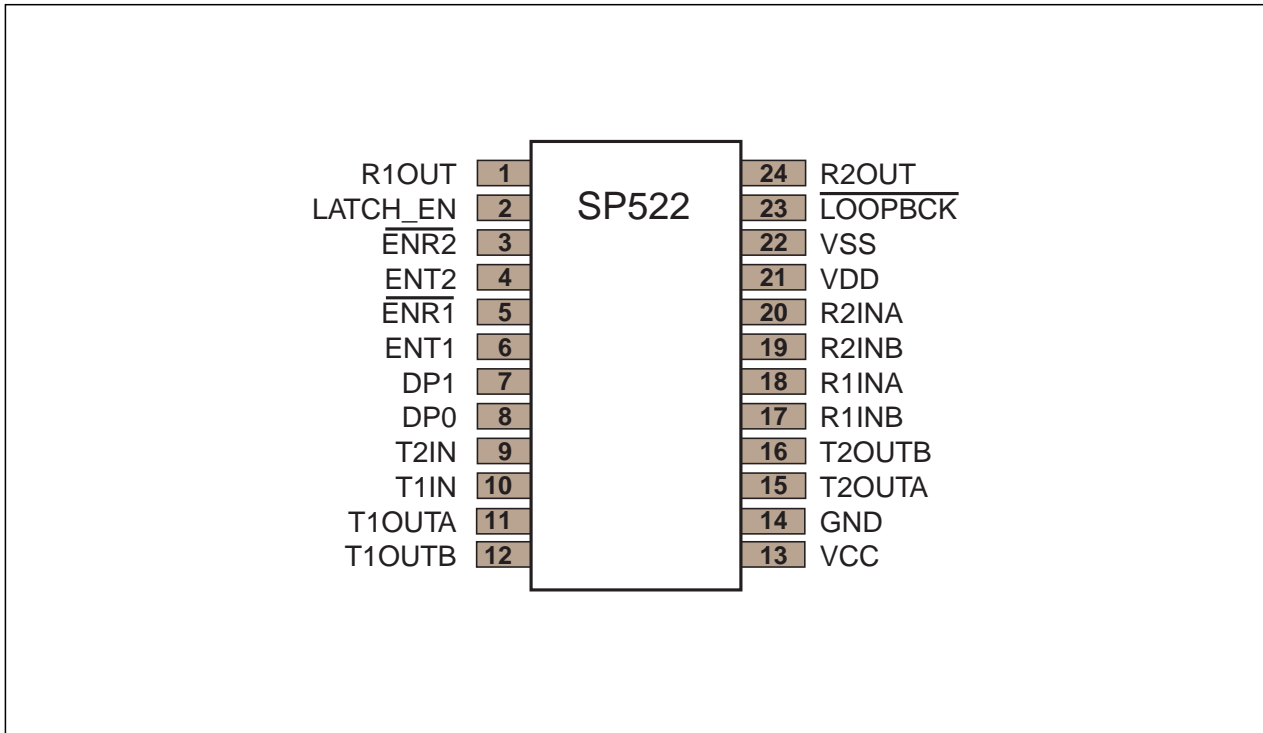 R1OUT 1 24 R2OUT
LATCH_EN 2 SP522 23 LOOPBCK
ENR2 3 22 VSS
ENT2 4 21 VDD
ENR1 5 20 R2INA
ENT1 6 19 R2INB
DP1 7 18 R1INA
DP0 8 17 R1INB
T2IN 9 16 T2OUTB
T1IN 10 15 T2OUTA
T1OUTA 11 14 GND
T1OUTB 12 13 VCC